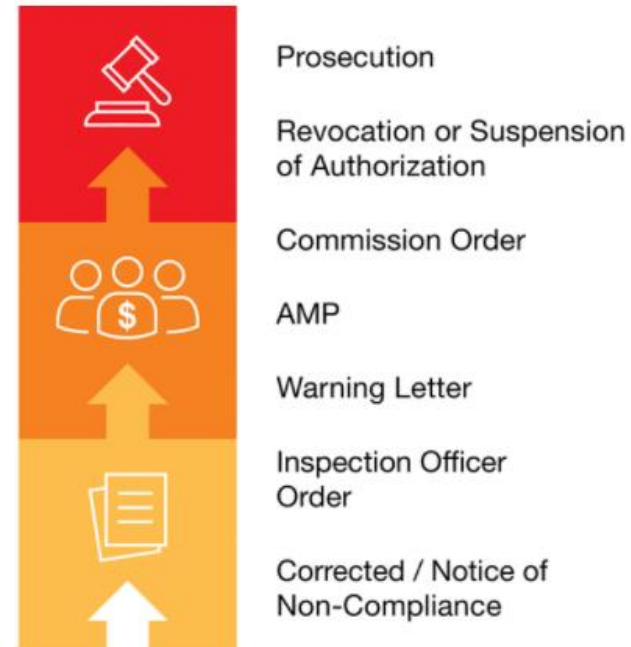 Prosecution
Revocation or Suspension
of Authorization
Commission Order
$
AMP
Warning Letter
Inspection Officer
Order
Corrected / Notice of
Non-Compliance